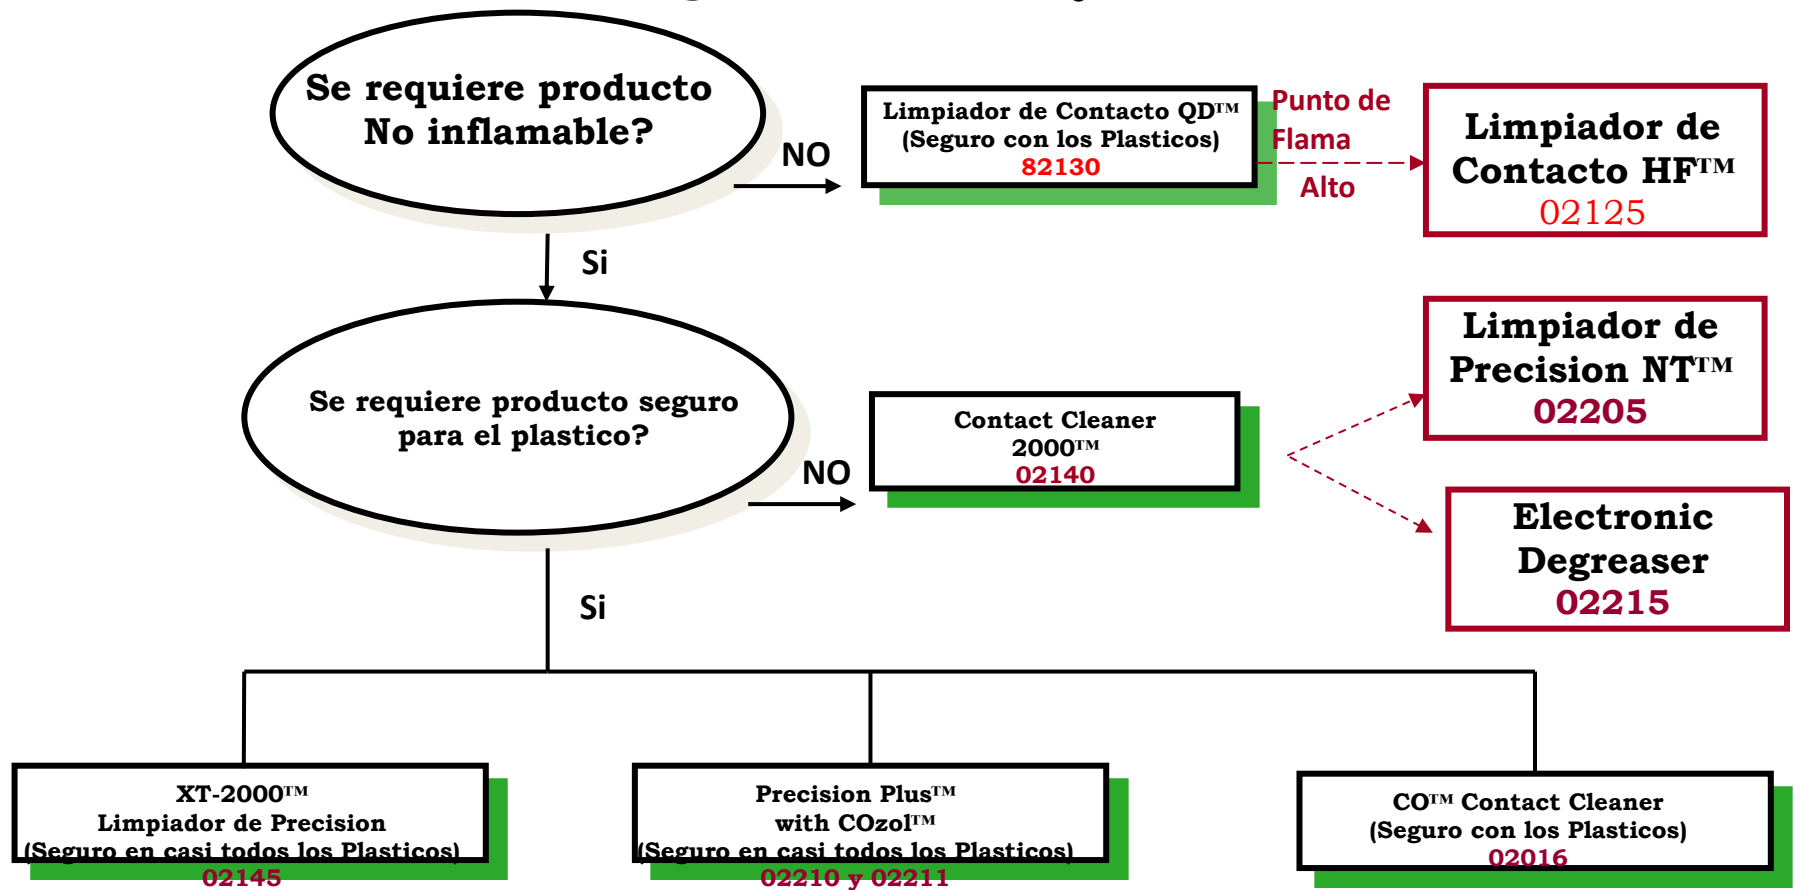 Se requiere producto
No inflamable?
NO
Limpiador de Contacto QD™
(Seguro con los Plasticos)
82130
Punto de
Flama
Alto
Limpiador de
Contacto HF™
02125
Si
Se requiere producto seguro
para el plastico?
NO
Contact Cleaner
2000™
02140
Limpiador de
Precision NT™
02205
Electronic
Degreaser
02215
Si
XT-2000™
Limpiador de Precision
(Seguro en casi todos los Plasticos)
02145
Precision Plus™
with COzol™
(Seguro en casi todos los Plasticos)
02210 y 02211
CO™ Contact Cleaner
(Seguro con los Plasticos)
02016